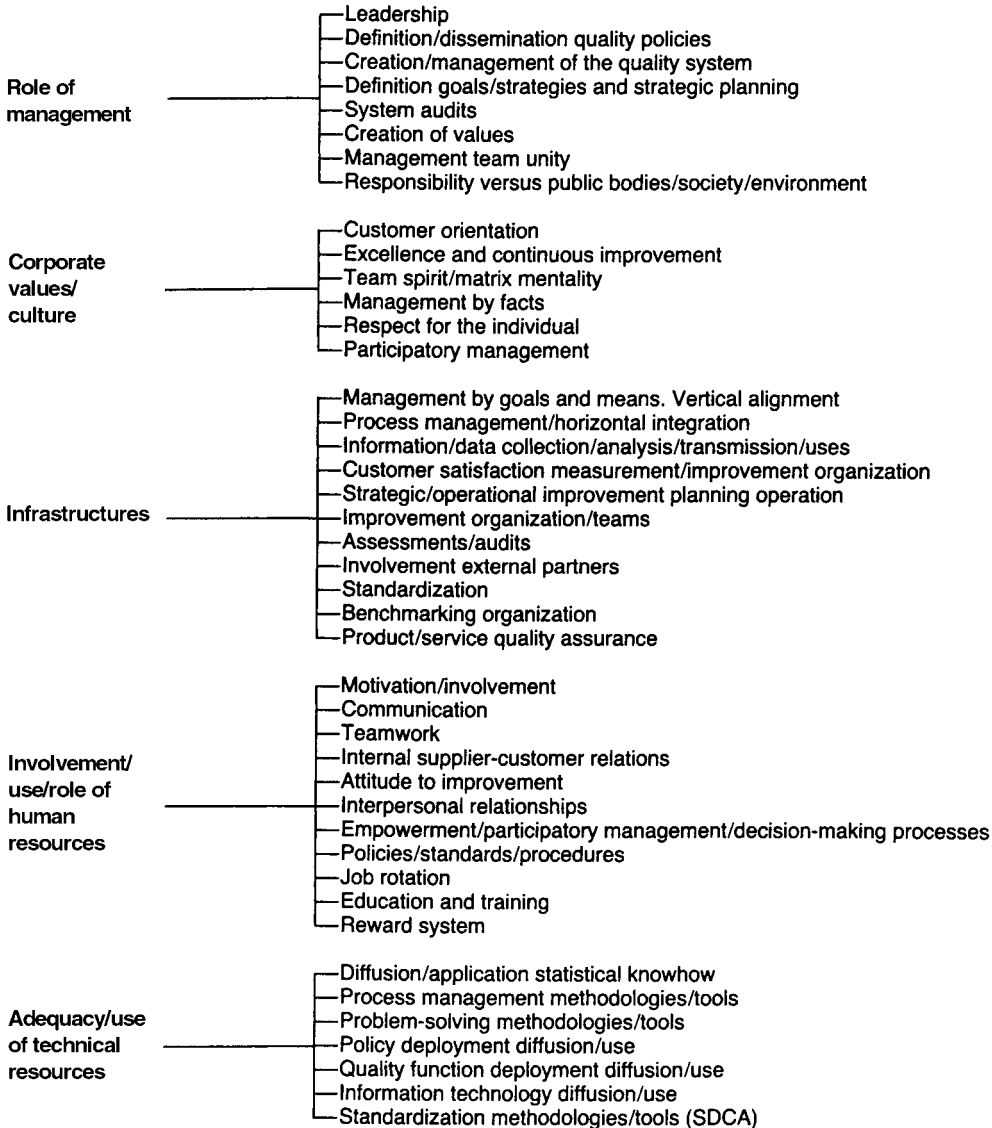 Role of
management
Leadership
Definition/dissemination quality policies
Creation/management of the quality system
Definition goals/strategies and strategic planning
System audits
Creation of values
Management team unity
Responsibility versus public bodies/society/environment
Corporate
values/
culture
Customer orientation
Excellence and continuous improvement
Team spirit/matrix mentality
Management by facts
Respect for the individual
Participatory management
Infrastructures
Management by goals and means. Vertical alignment
Process management/horizontal integration
Information/data collection/analysis/transmission/uses
Customer satisfaction measurement/improvement organization
Strategic/operational improvement planning operation
Improvement organization/teams
Assessments/audits
Involvement external partners
Standardization
Benchmarking organization
Product/service quality assurance
Involvement/
use/role of
human
resources
Motivation/involvement
Communication
Teamwork
Internal supplier-customer relations
Attitude to improvement
Interpersonal relationships
Empowerment/participatory management/decision-making processes
Policies/standards/procedures
Job rotation
Education and training
Reward system
Adequacy/use
of technical
resources
Diffusion/application statistical knowhow
Process management methodologies/tools
Problem-solving methodologies/tools
Policy deployment diffusion/use
Quality function deployment diffusion/use
Information technology diffusion/use
Standardization methodologies/tools (SDCA)